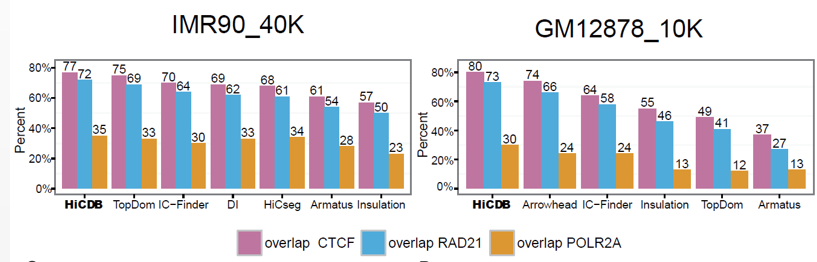 IMR90_40K
GM12878_10K
Percent
80%
60%
40%
20%
0%
77 72 35 75 69 33 70 64 30 69 62 33 68 61 34 61 54 28 57 50 23
HiCDB TopDom IC−Finder DI HiCseg Armatus Insulation
Percent
80%
60%
40%
20%
0%
80 73 30 74 66 24 64 58 24 55 46 13 49 41 12 37 27 13
HiCDB Arrowhead IC−Finder Insulation TopDom Armatus
overlap CTCF overlap RAD21 overlap POLR2A